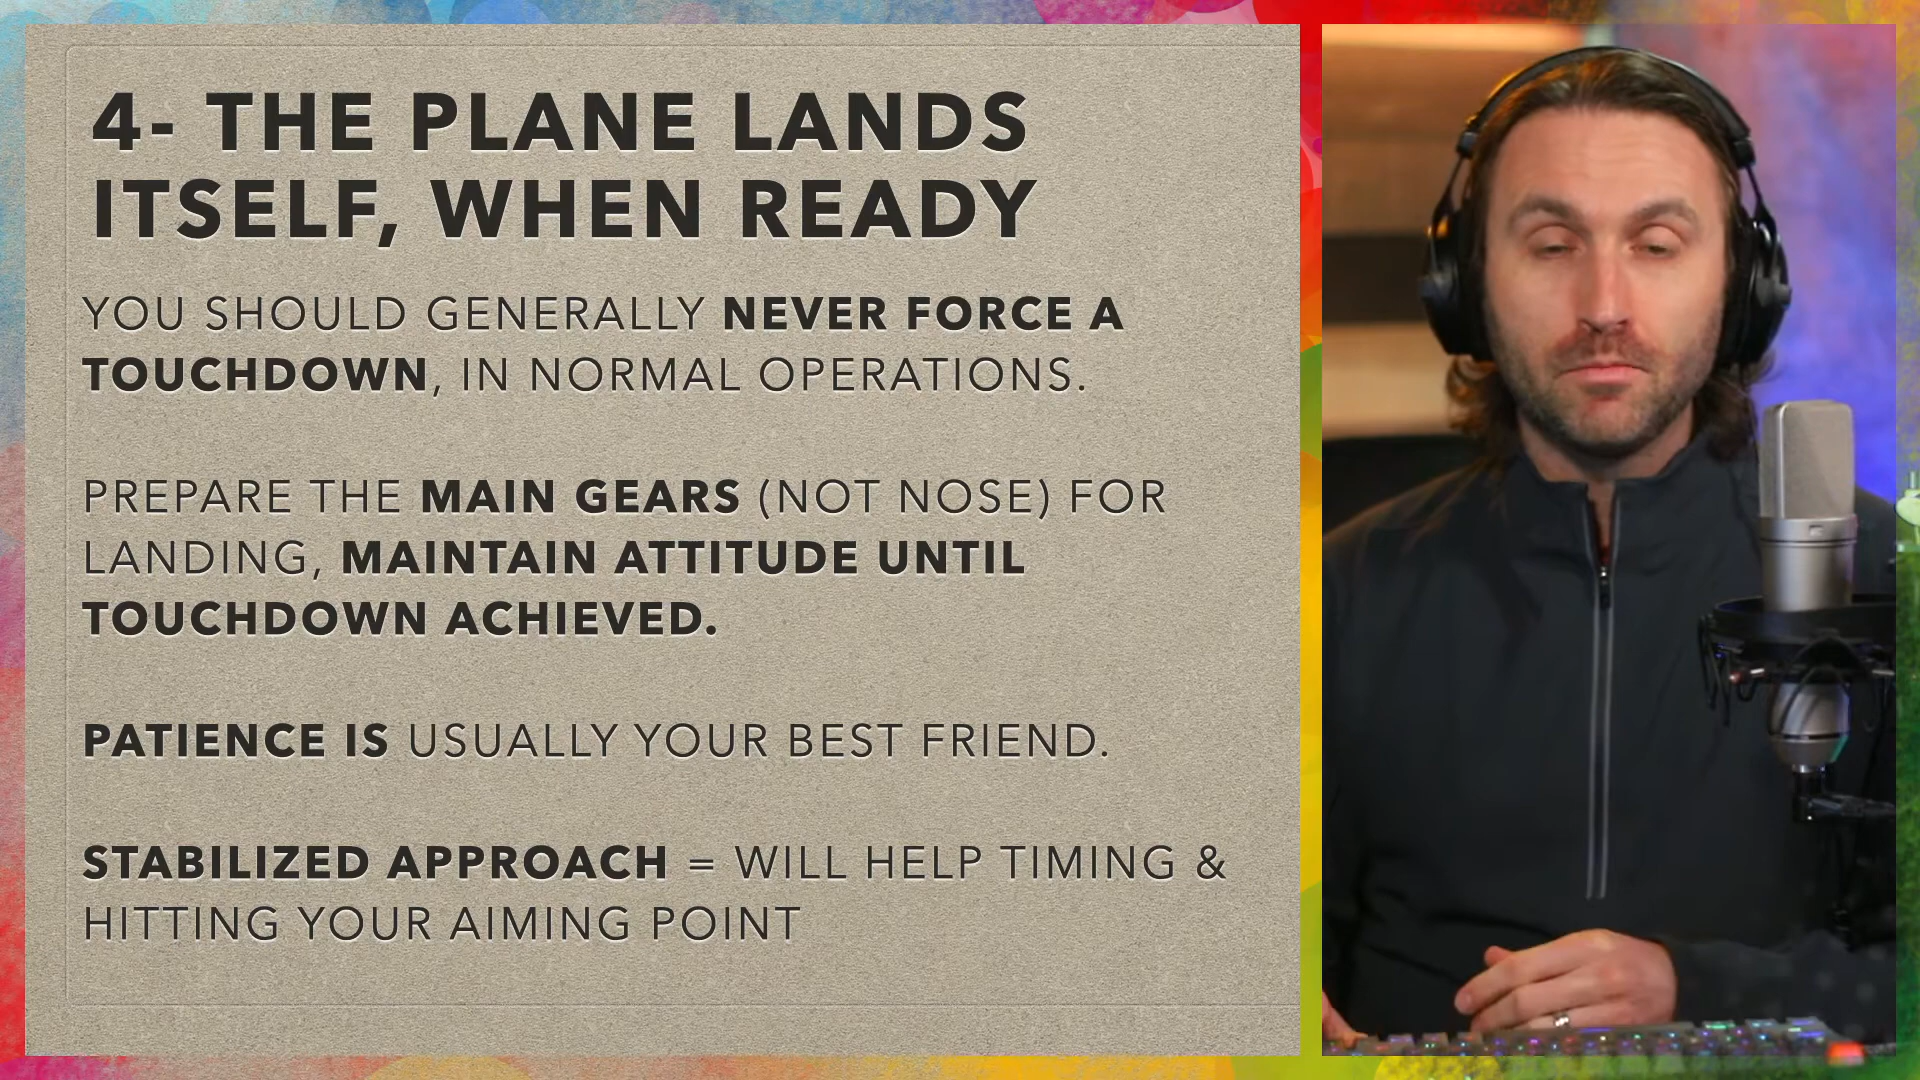 4- THE PLANE LANDS
ITSELF, WHEN READY
YOU SHOULD GENERALLY NEVER FORCE A
TOUCHDOWN, IN NORMAL OPERATIONS.
PREPARE THE MAIN GEARS (NOT NOSE) FOR
LANDING, MAINTAIN ATTITUDE UNTIL
TOUCHDOWN ACHIEVED.
PATIENCE IS USUALLY YOUR BEST FRIEND.
STABILIZED APPROACH = WILL HELP TIMING &
HITTING YOUR AIMING POINT